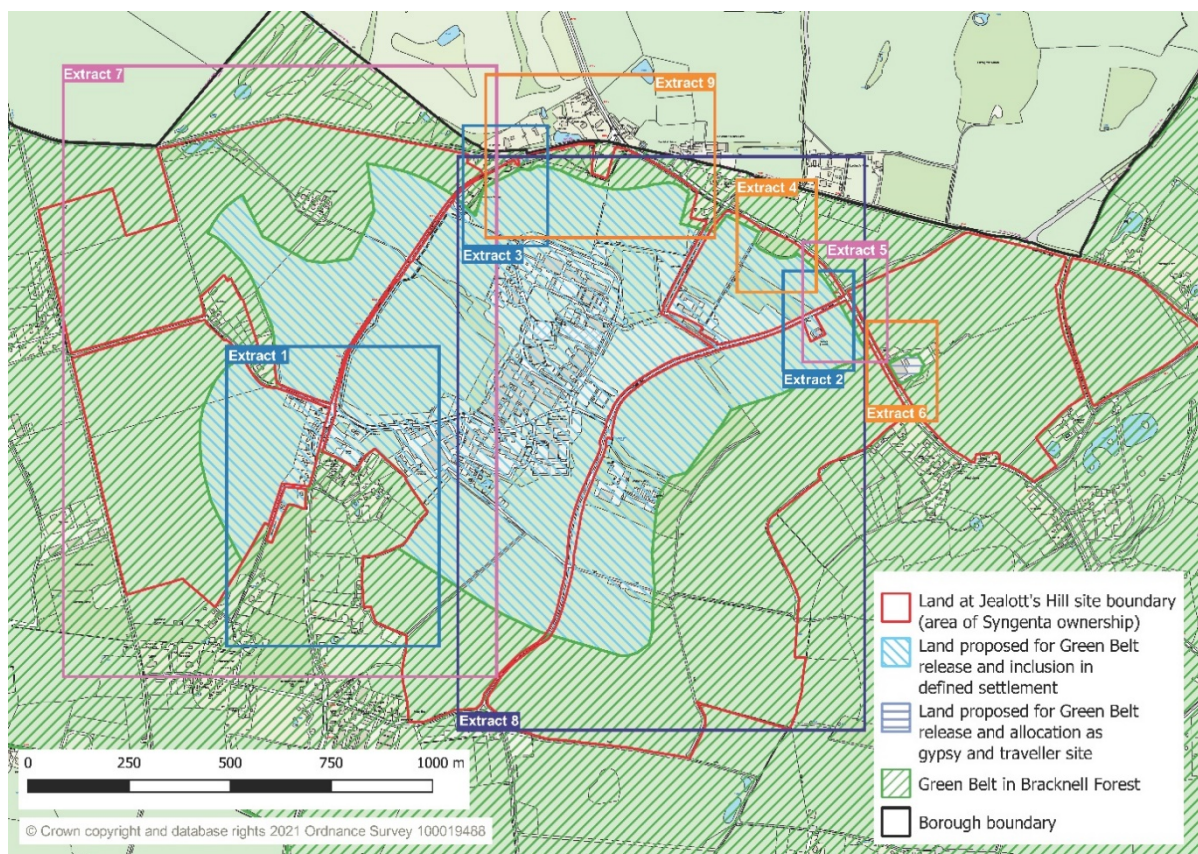 Extract 7
Extract 9
Extract 4
Extract 3
Extract 5
Extract 1
Extract 2
Extract 6
Extract 8
Land at Jealott's Hill site boundary
(area of Syngenta ownership)
Land proposed for Green Belt
release and inclusion in
defined settlement
Land proposed for Green Belt
release and allocation as
gypsy and traveller site
Green Belt in Bracknell Forest
Borough boundary
0 250 500 750 1000 m
© Crown copyright and database rights 2021 Ordnance Survey 100019488